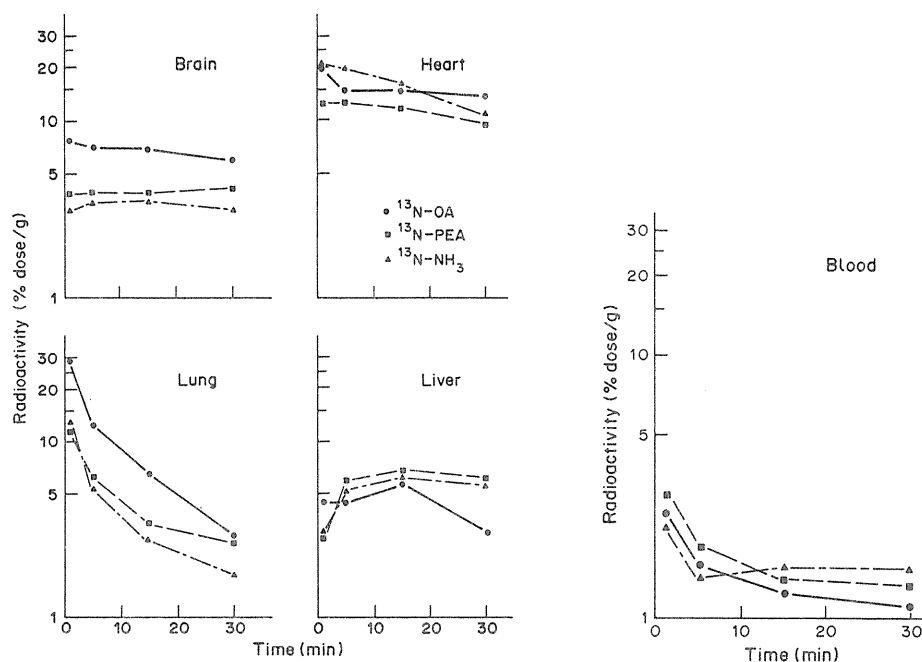 Brain
30
20
10
5
1
Heart
● ¹³N-OA
■ ¹³N-PEA
▲ ¹³N-NH₃
Radioactivity (% dose/g)
Lung
30
20
10
5
1
0 10 20 30
Liver
0 10 20 30
Time (min)
Blood
Radioactivity (% dose/g)
30
20
10
5
1
0 10 20 30
Time (min)